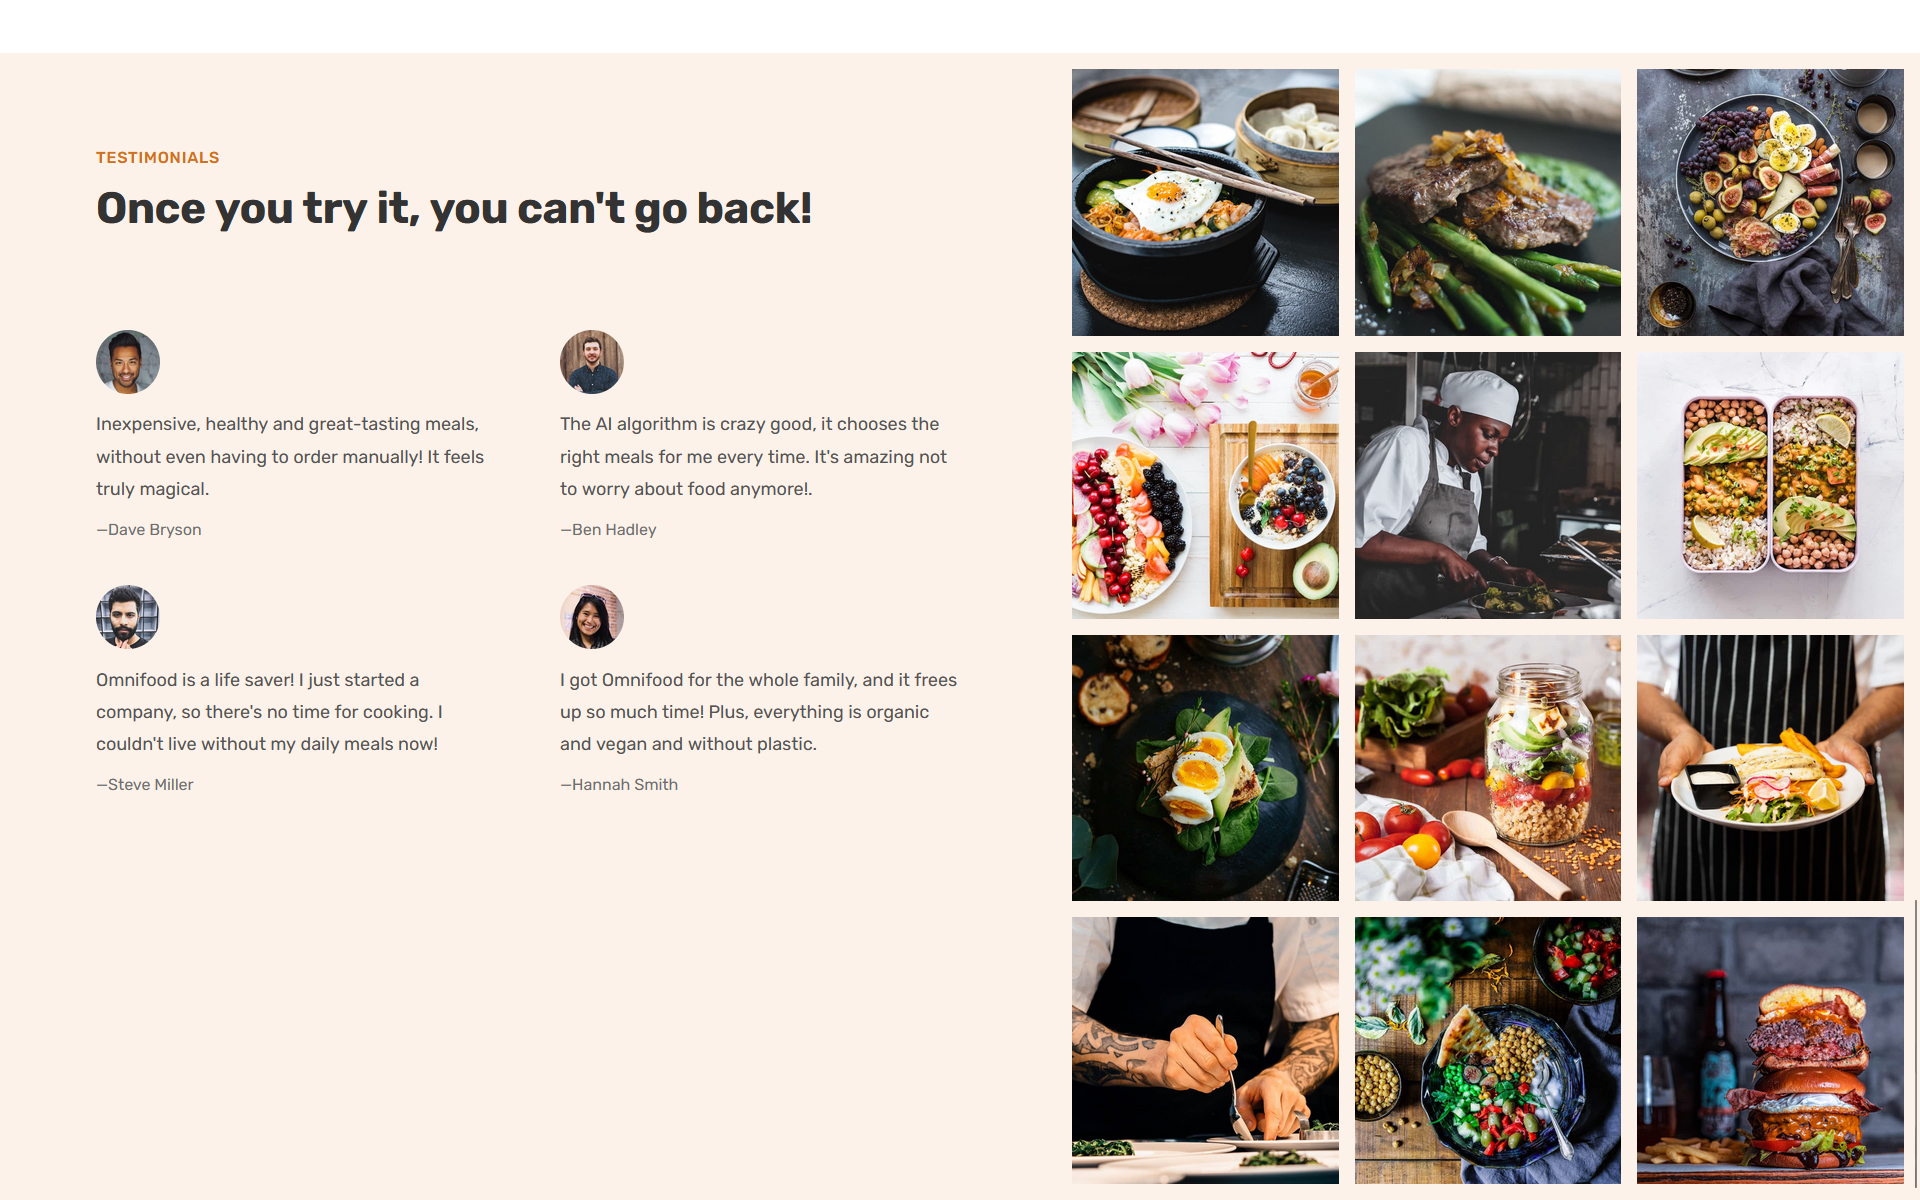 TESTIMONIALS
Once you try it, you can't go back!
Inexpensive, healthy and great-tasting meals,
without even having to order manually! It feels
truly magical.
—Dave Bryson
The AI algorithm is crazy good, it chooses the
right meals for me every time. It's amazing not
to worry about food anymore!.
—Ben Hadley
Omnifood is a life saver! I just started a
company, so there's no time for cooking. I
couldn't live without my daily meals now!
—Steve Miller
I got Omnifood for the whole family, and it frees
up so much time! Plus, everything is organic
and vegan and without plastic.
—Hannah Smith